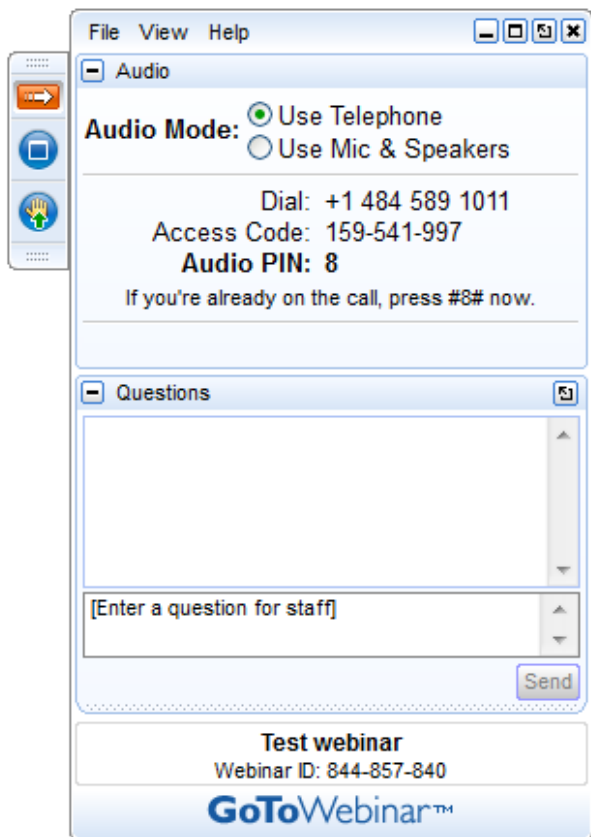 File View Help
Audio
Audio Mode: Use Telephone
Use Mic & Speakers
Dial: +1 484 589 1011
Access Code: 159-541-997
Audio PIN: 8
If you're already on the call, press #8# now.
Questions
[Enter a question for staff]
Send
Test webinar
Webinar ID: 844-857-840
GoToWebinar™